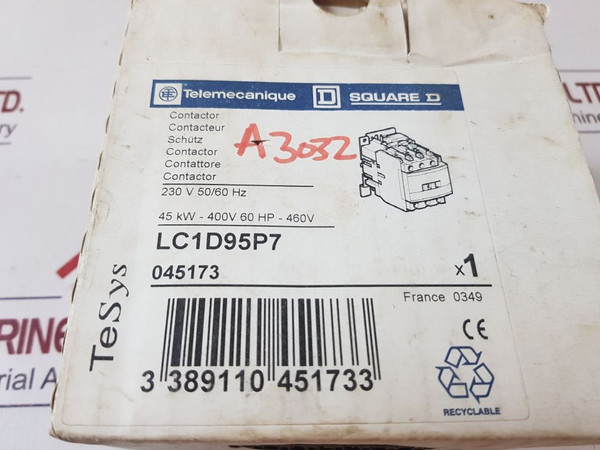 Telemecanique SQUARE D
Contactor
Contacteur
Schütz
Contactor
Contattore
Contactor
A3032
230 V 50/60 Hz
45 kW - 400V 60 HP - 460V
LC1D95P7
045173
x1
France 0349
TeSys
CE
3 389110 451733
RECYCLABLE
LTD.